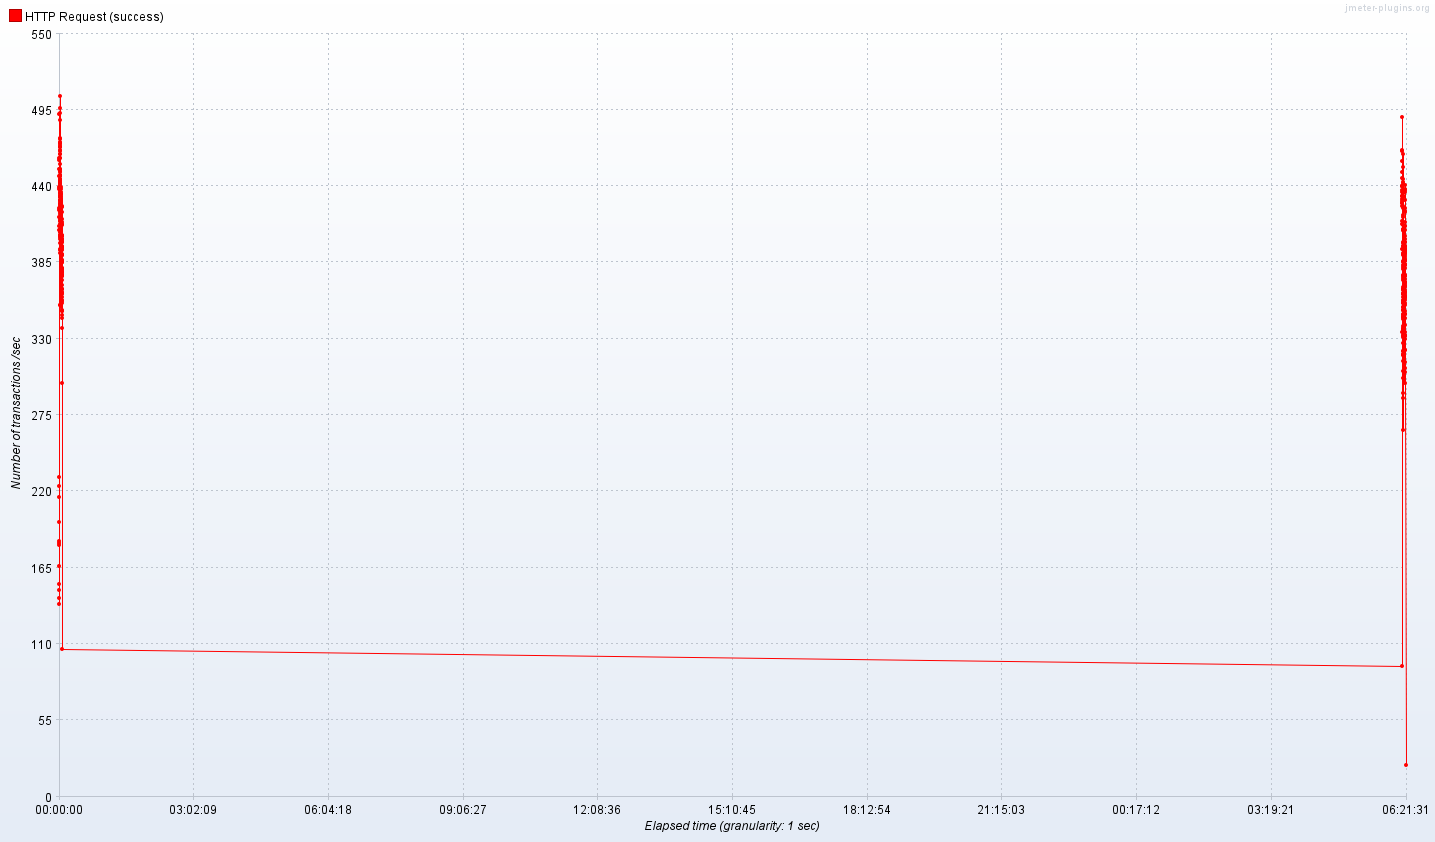 HTTP Request (success)
jmeter-plugins.org
550
495
440
385
330
275
220
165
110
55
0
Number of transactions /sec
00:00:00 03:02:09 06:04:18 09:06:27 12:08:36 15:10:45 18:12:54 21:15:03 00:17:12 03:19:21 06:21:31
Elapsed time (granularity: 1 sec)